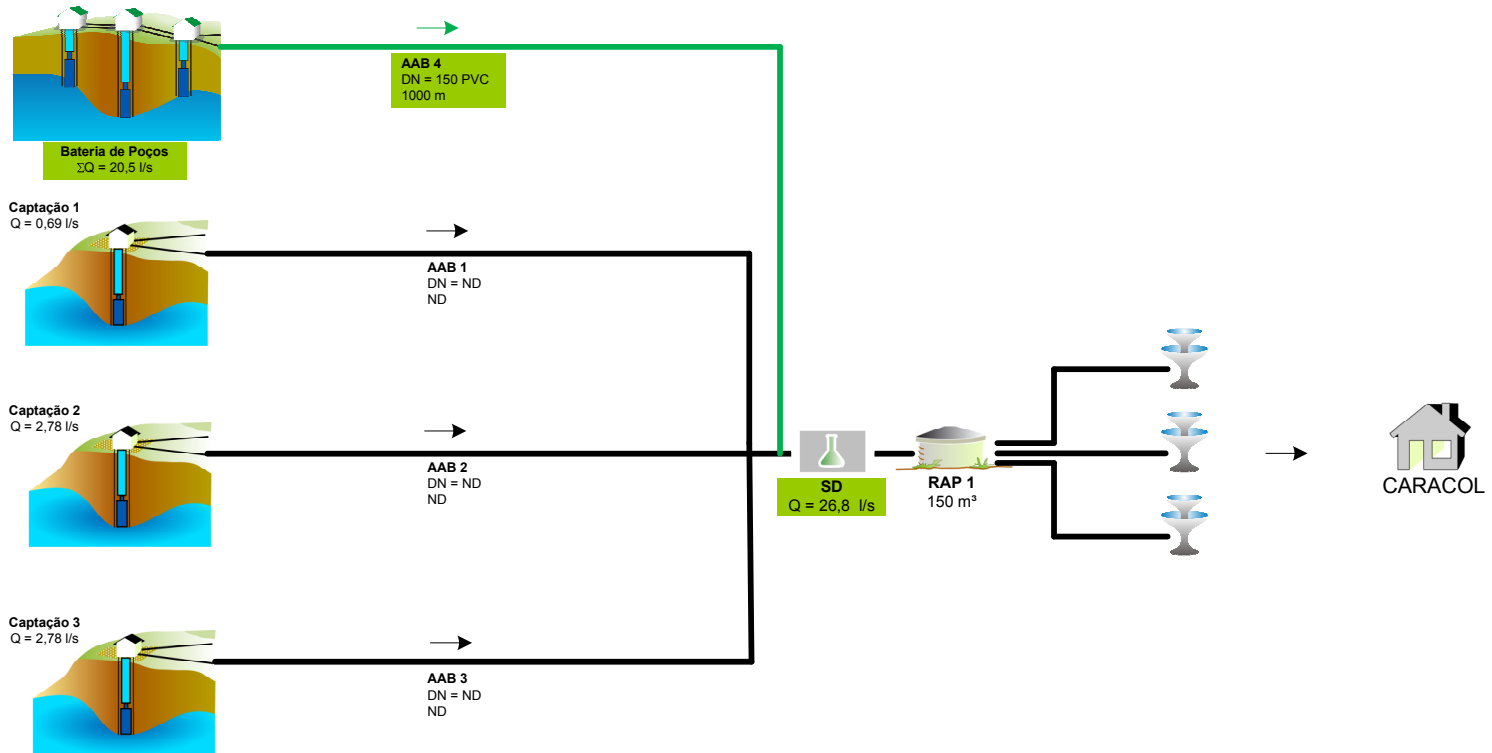 AAB 4
DN = 150 PVC
1000 m
Bateria de Poços
ΣQ = 20,5 l/s
Captação 1
Q = 0,69 l/s
AAB 1
DN = ND
ND
Captação 2
Q = 2,78 l/s
AAB 2
DN = ND
ND
SD
Q = 26,8 l/s
RAP 1
150 m³
CARACOL
Captação 3
Q = 2,78 l/s
AAB 3
DN = ND
ND